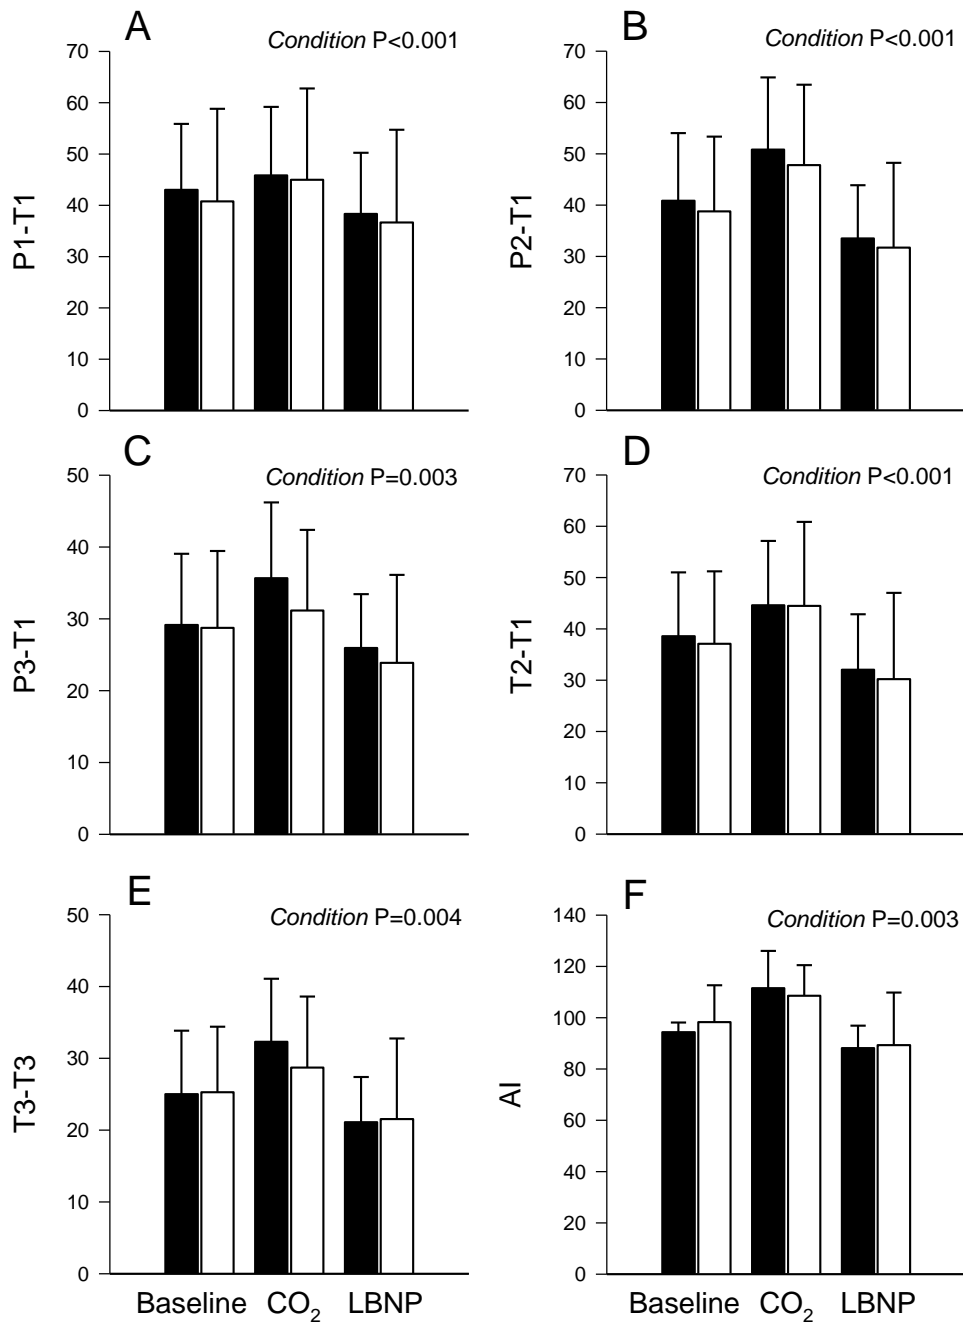 A
Condition P<0.001
70
60
50
40
30
20
10
0
P1-T1
B
Condition P<0.001
70
60
50
40
30
20
10
0
P2-T1
C
Condition P=0.003
50
40
30
20
10
0
P3-T1
D
Condition P<0.001
70
60
50
40
30
20
10
0
T2-T1
E
Condition P=0.004
50
40
30
20
10
0
T3-T3
Baseline CO₂ LBNP
F
Condition P=0.003
140
120
100
80
60
40
20
0
AI
Baseline CO₂ LBNP